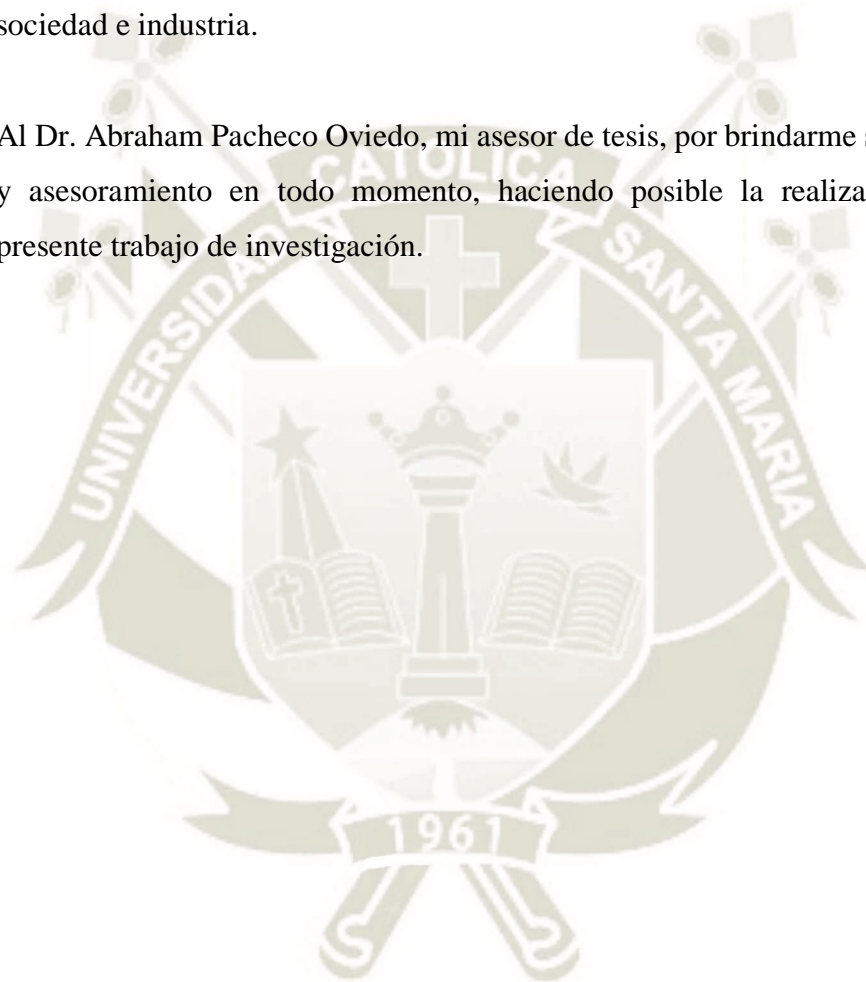 sociedad e industria.
Al Dr. Abraham Pacheco Oviedo, mi asesor de tesis, por brindarme s
y asesoramiento en todo momento, haciendo posible la realiza
presente trabajo de investigación.
UNIVERSIDAD CATOLICA SANTA MARIA
1961